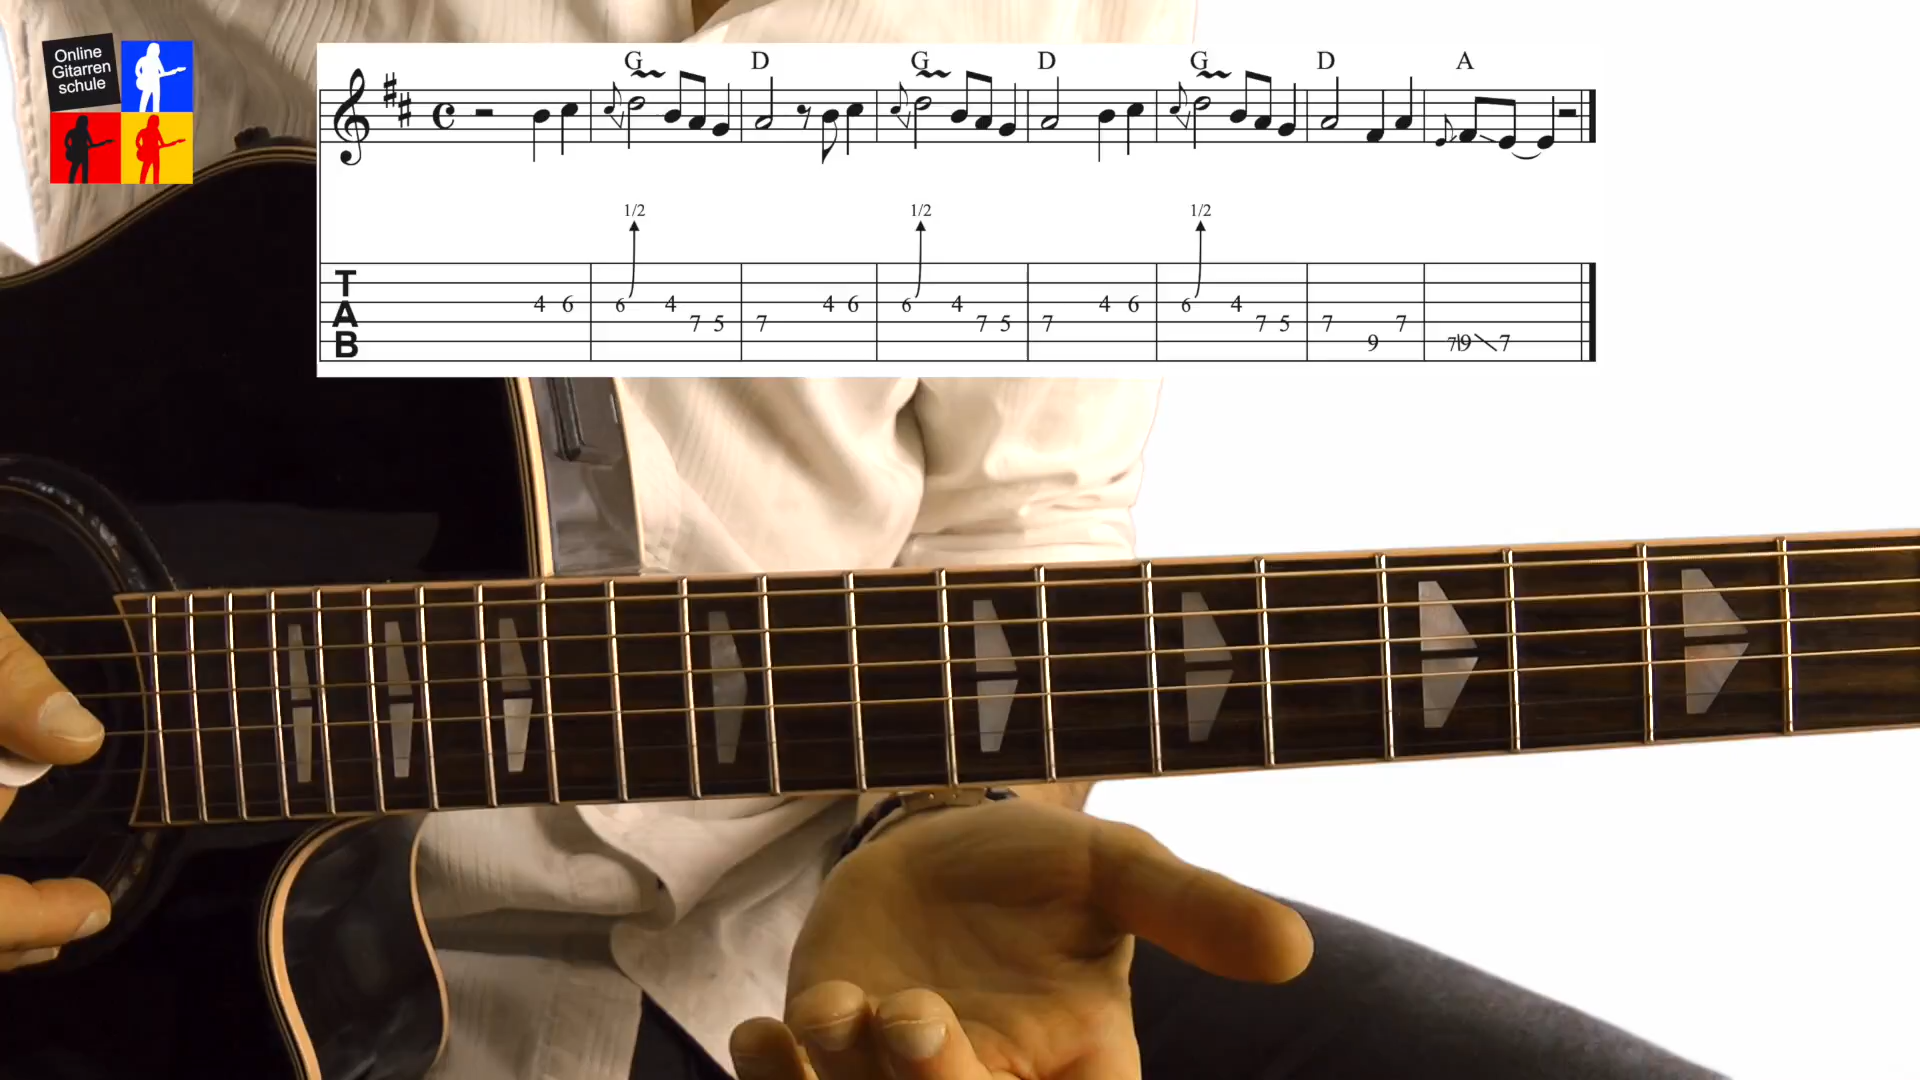 Online
Gitarren
schule
G D G D G D A
1/2 1/2 1/2
T
A
B
4 6 6 4 7 5 7 4 6 6 4 7 5 7 4 6 6 4 7 5 7 9 7 7 9 7